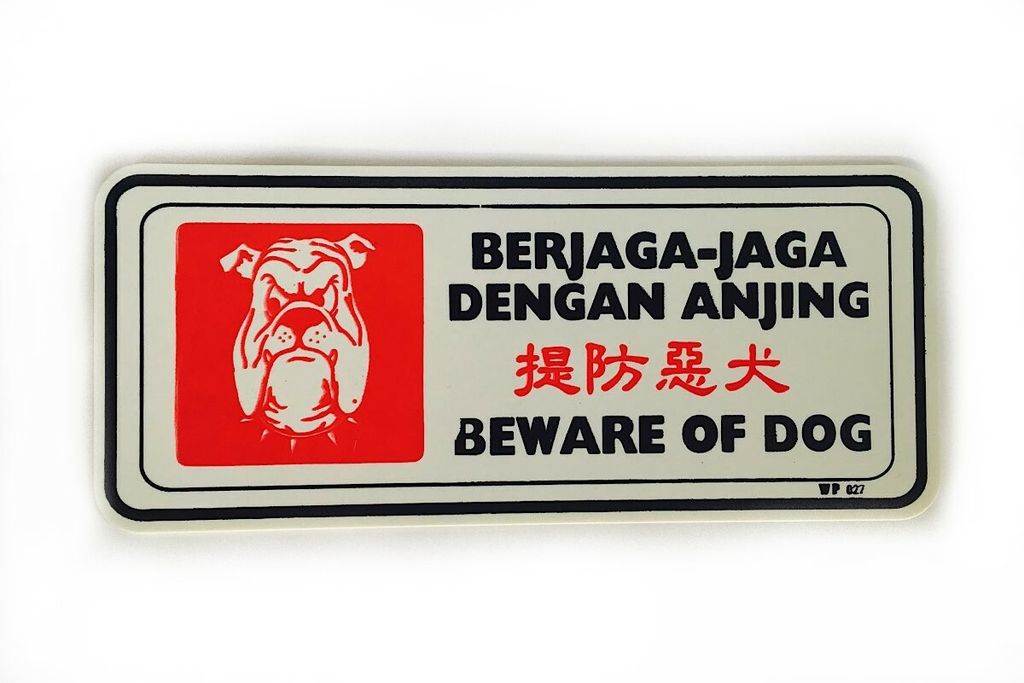 BERJAGA-JAGA
DENGAN ANJING
提防惡犬
BEWARE OF DOG
WP 027